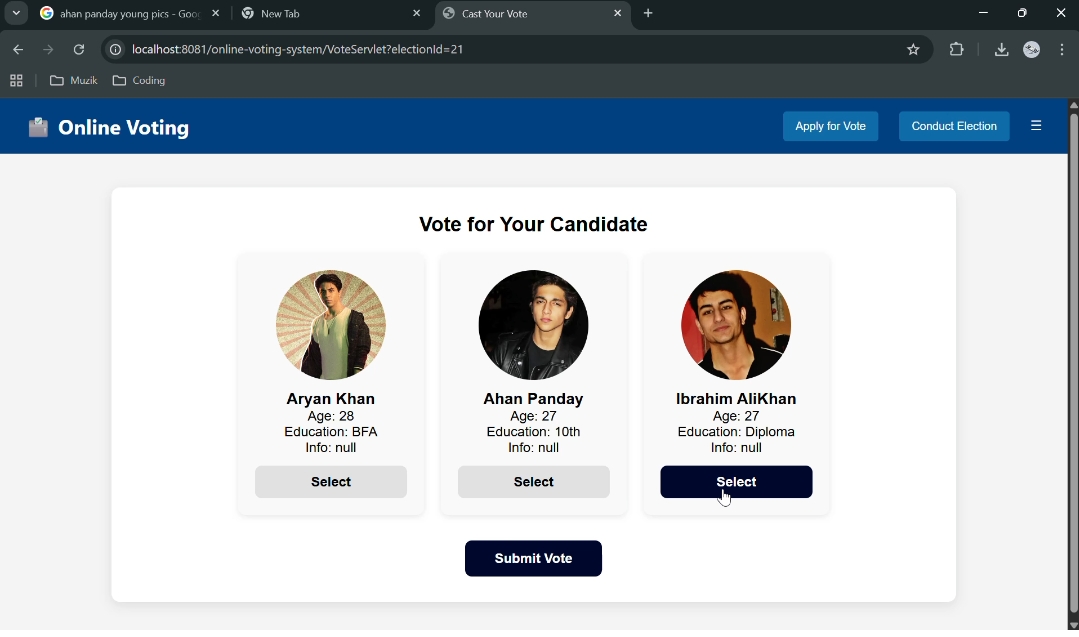 ahan panday young pics - Goo
New Tab
Cast Your Vote
localhost:8081/online-voting-system/VoteServlet?electionId=21
Muzik
Coding
Online Voting
Apply for Vote
Conduct Election
Vote for Your Candidate
Aryan Khan
Age: 28
Education: BFA
Info: null
Select
Ahan Panday
Age: 27
Education: 10th
Info: null
Select
Ibrahim AliKhan
Age: 27
Education: Diploma
Info: null
Select
Submit Vote